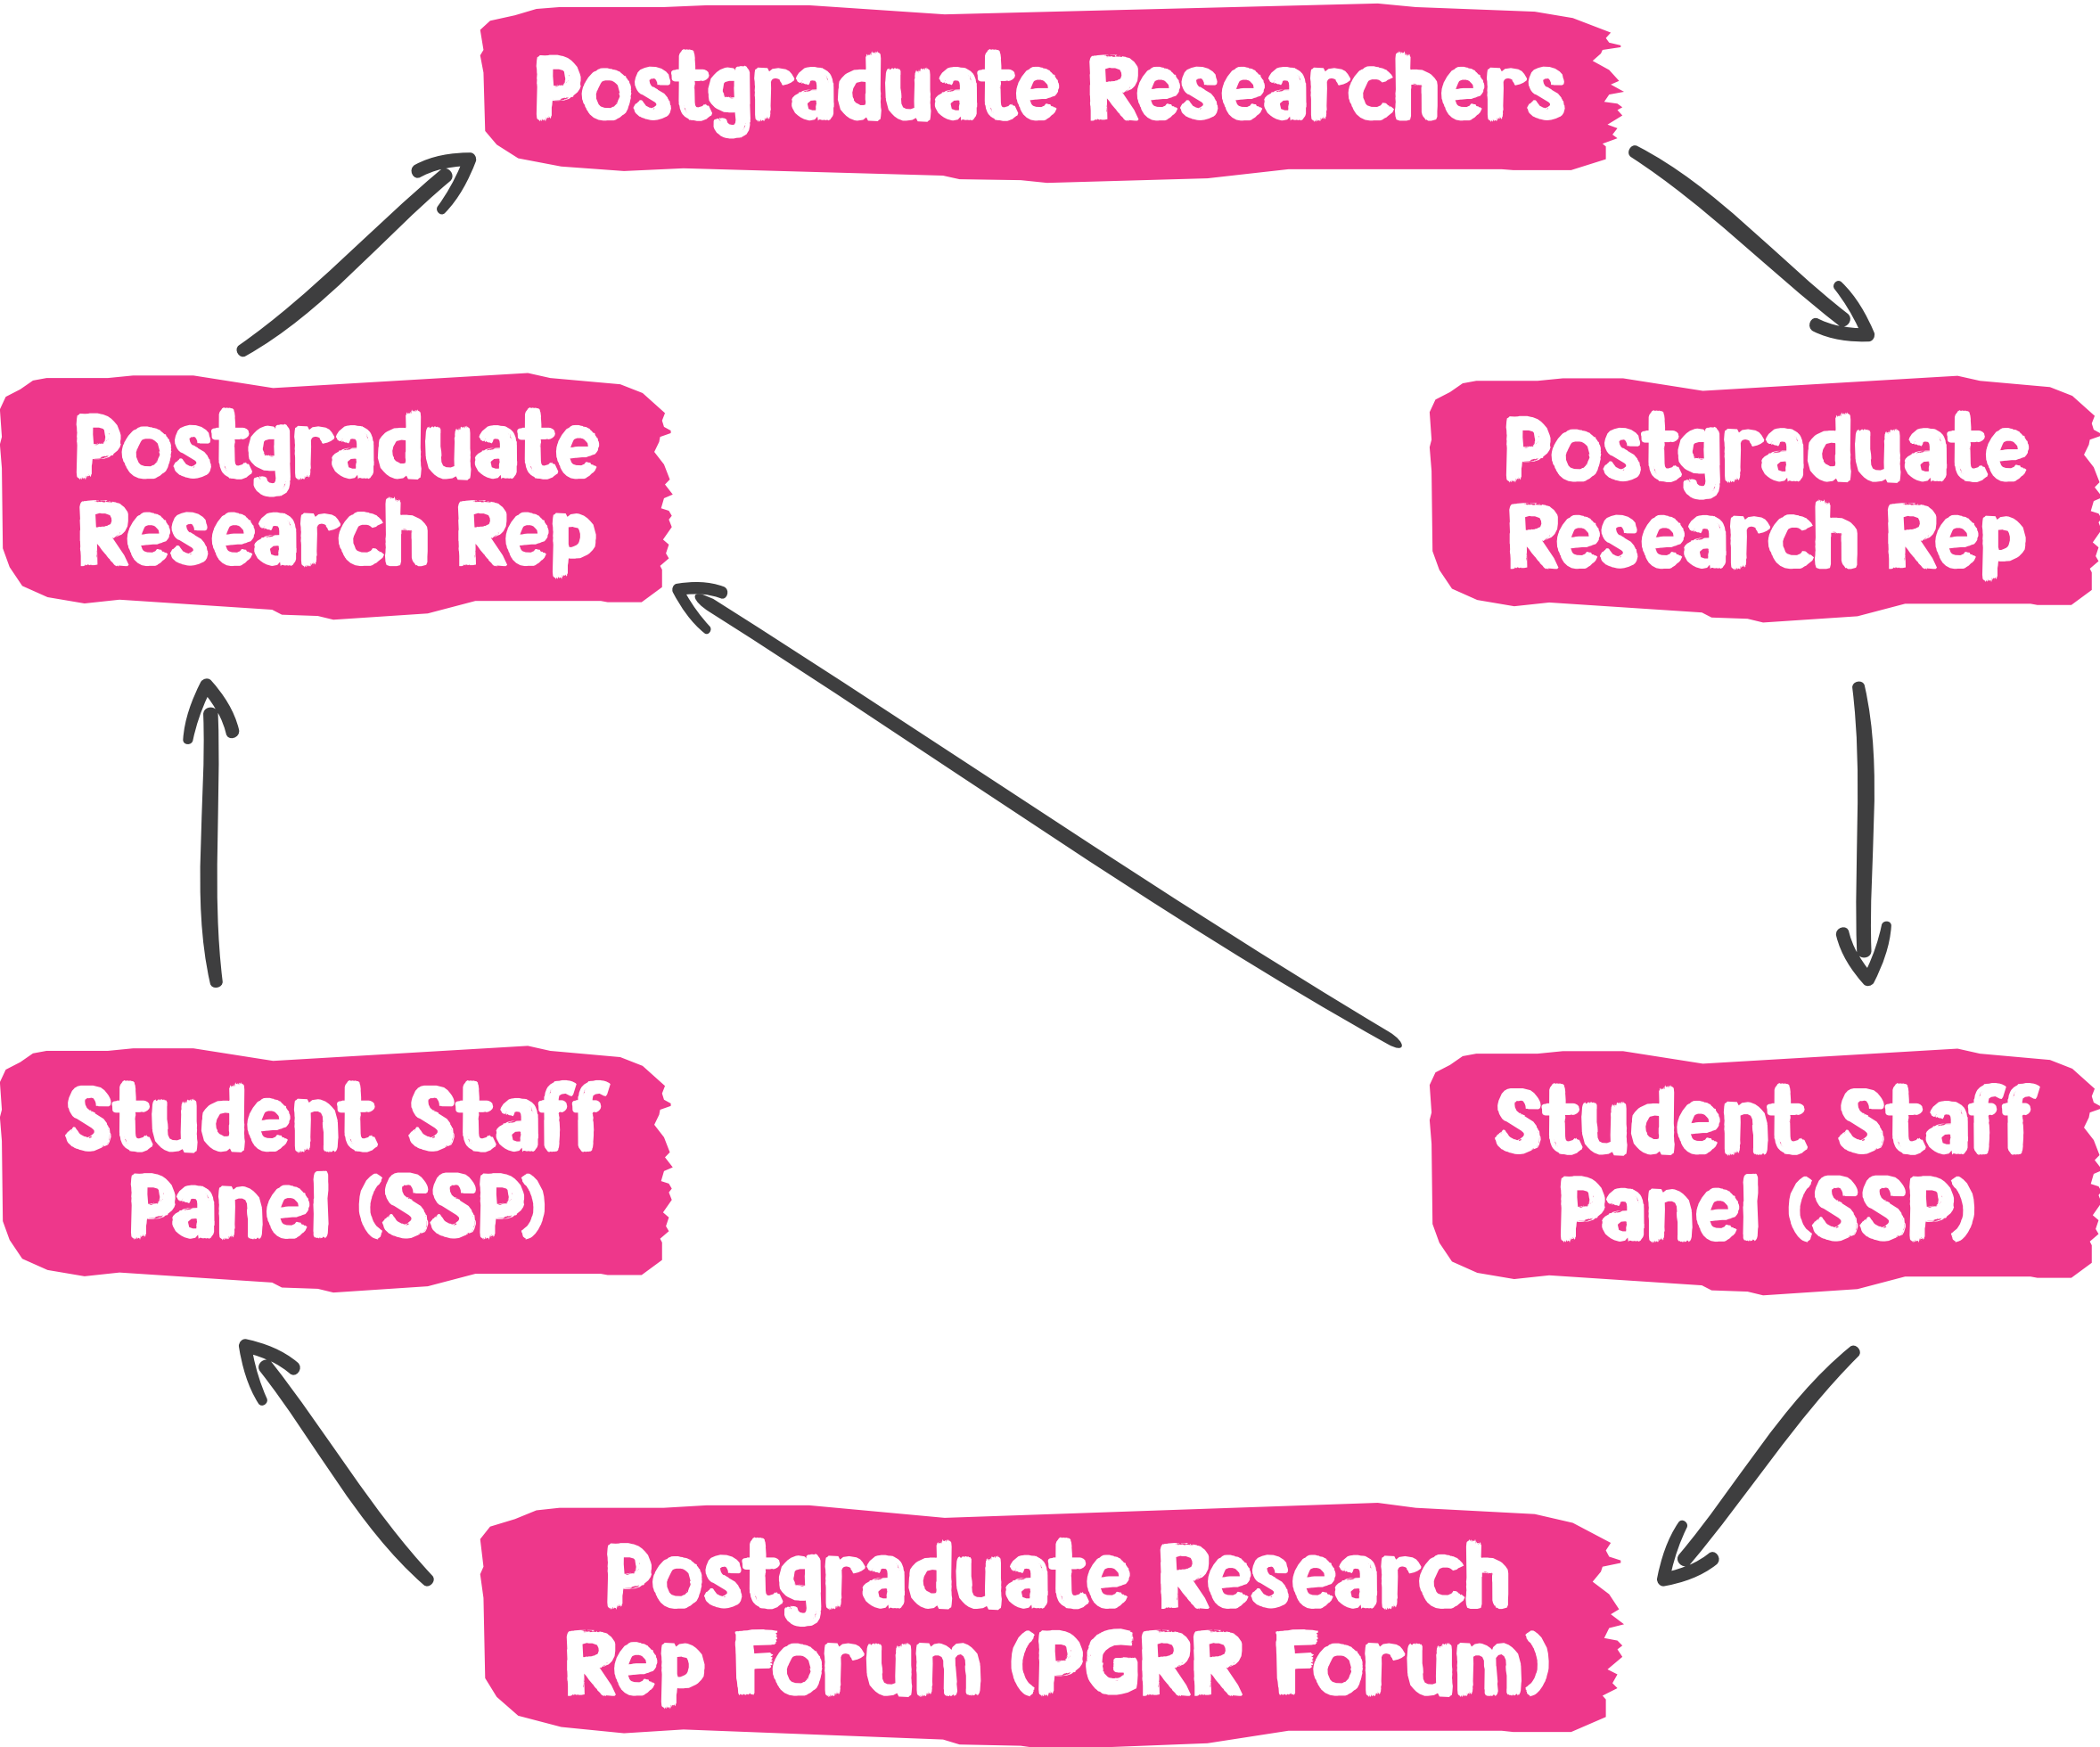 Postgraduate Researchers
Postgraduate
Research Rep
Postgraduate
Research Rep
Student Staff
Panel (SSP)
Student Staff
Panel (SSP)
Postgraduate Research
Rep Forum (PGRR Forum)